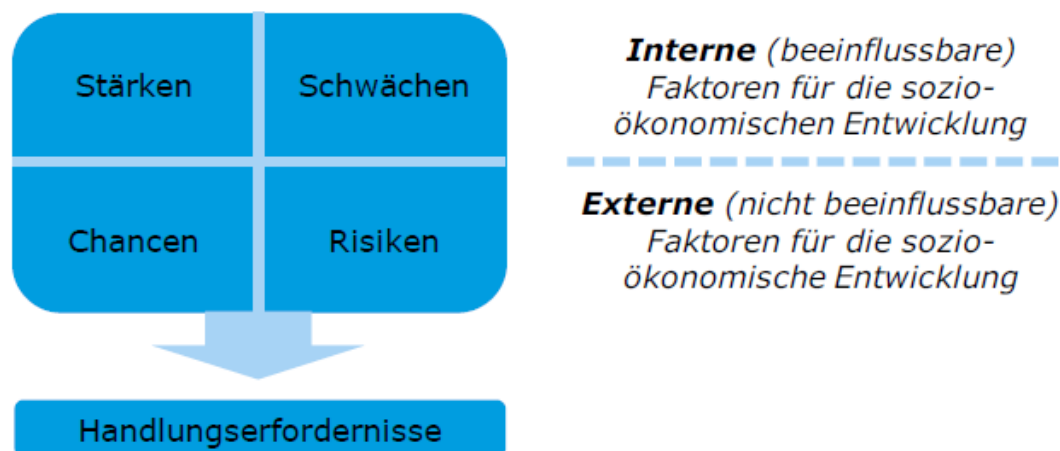 Stärken
Schwächen
Interne (beeinflussbare)
Faktoren für die sozio-
ökonomischen Entwicklung
Chancen
Risiken
Externe (nicht beeinflussbare)
Faktoren für die sozio-
ökonomische Entwicklung
Handlungserfordernisse